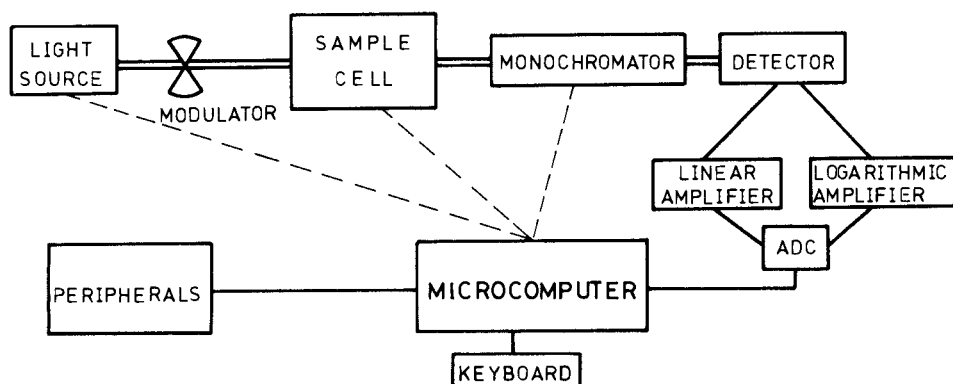 LIGHT
SOURCE
MODULATOR
SAMPLE
CELL
MONOCHROMATOR
DETECTOR
LINEAR
AMPLIFIER
LOGARITHMIC
AMPLIFIER
ADC
PERIPHERALS
MICROCOMPUTER
KEYBOARD